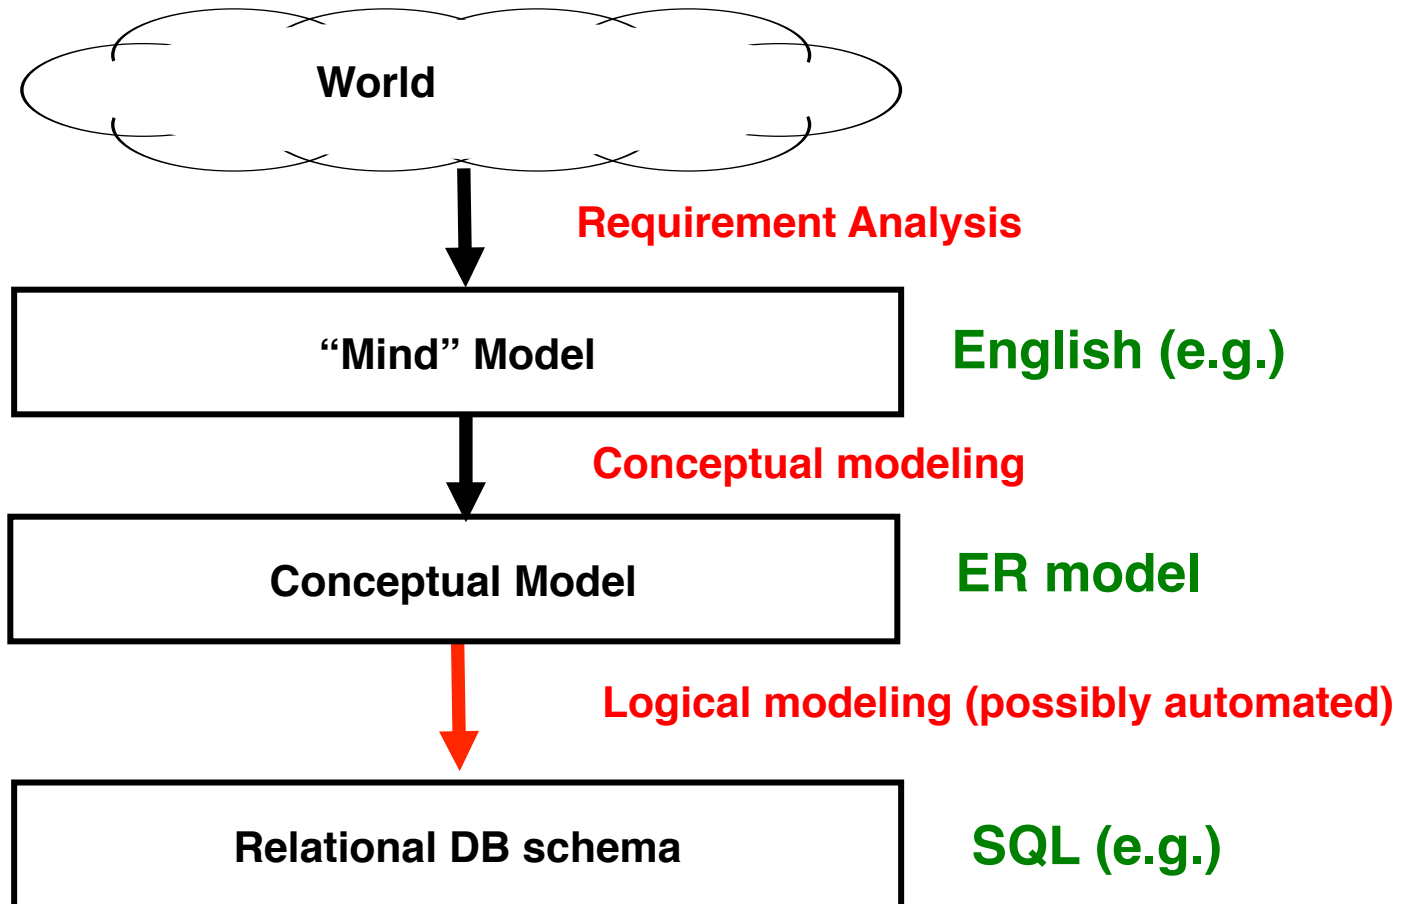 World
Requirement Analysis
“Mind” Model
English (e.g.)
Conceptual modeling
Conceptual Model
ER model
Logical modeling (possibly automated)
Relational DB schema
SQL (e.g.)